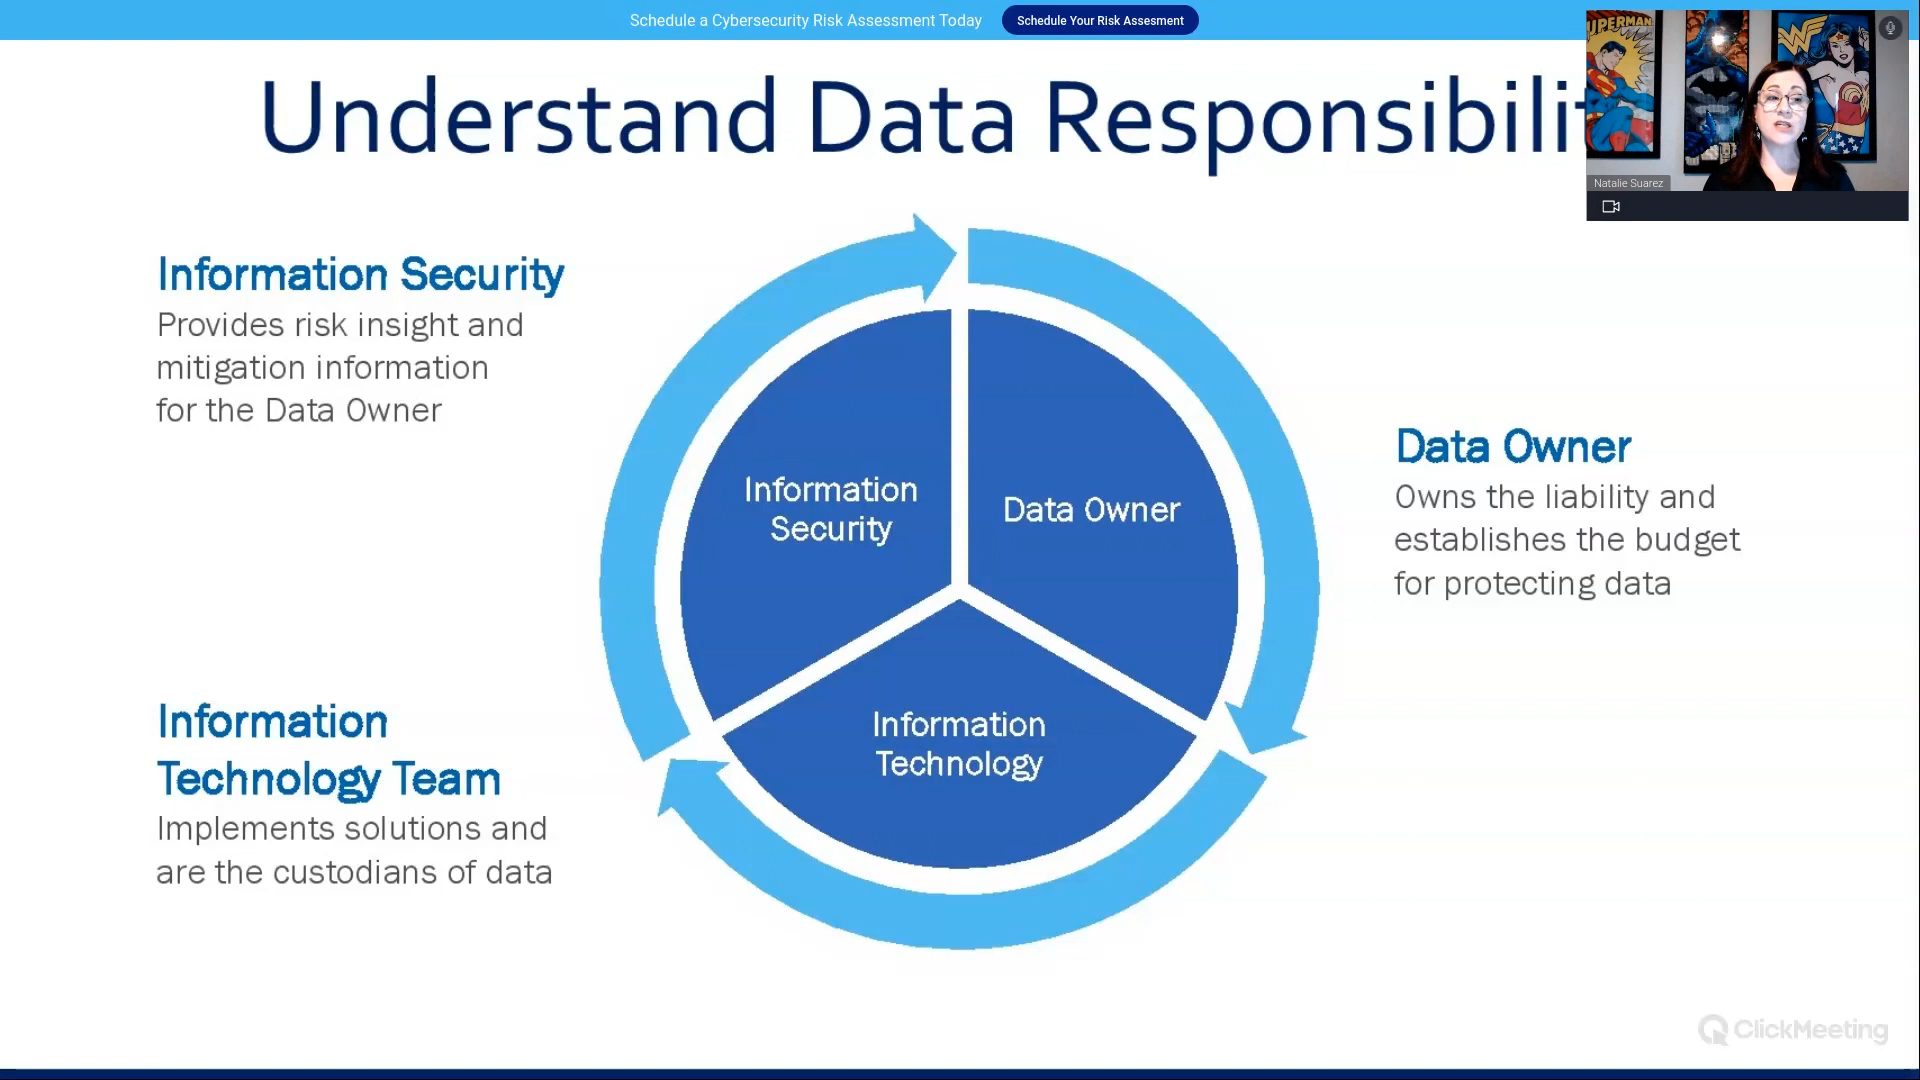 Schedule a Cybersecurity Risk Assessment Today
Schedule Your Risk Assesment
Understand Data
SUPERMAN
Natalie Suarez
Information Security
Provides risk insight and
mitigation information
for the Data Owner
Information
Security
Data Owner
Data Owner
Owns the liability and
establishes the budget
for protecting data
Information
Technology
Information
Technology Team
Implements solutions and
are the custodians of data
ClickMeeting